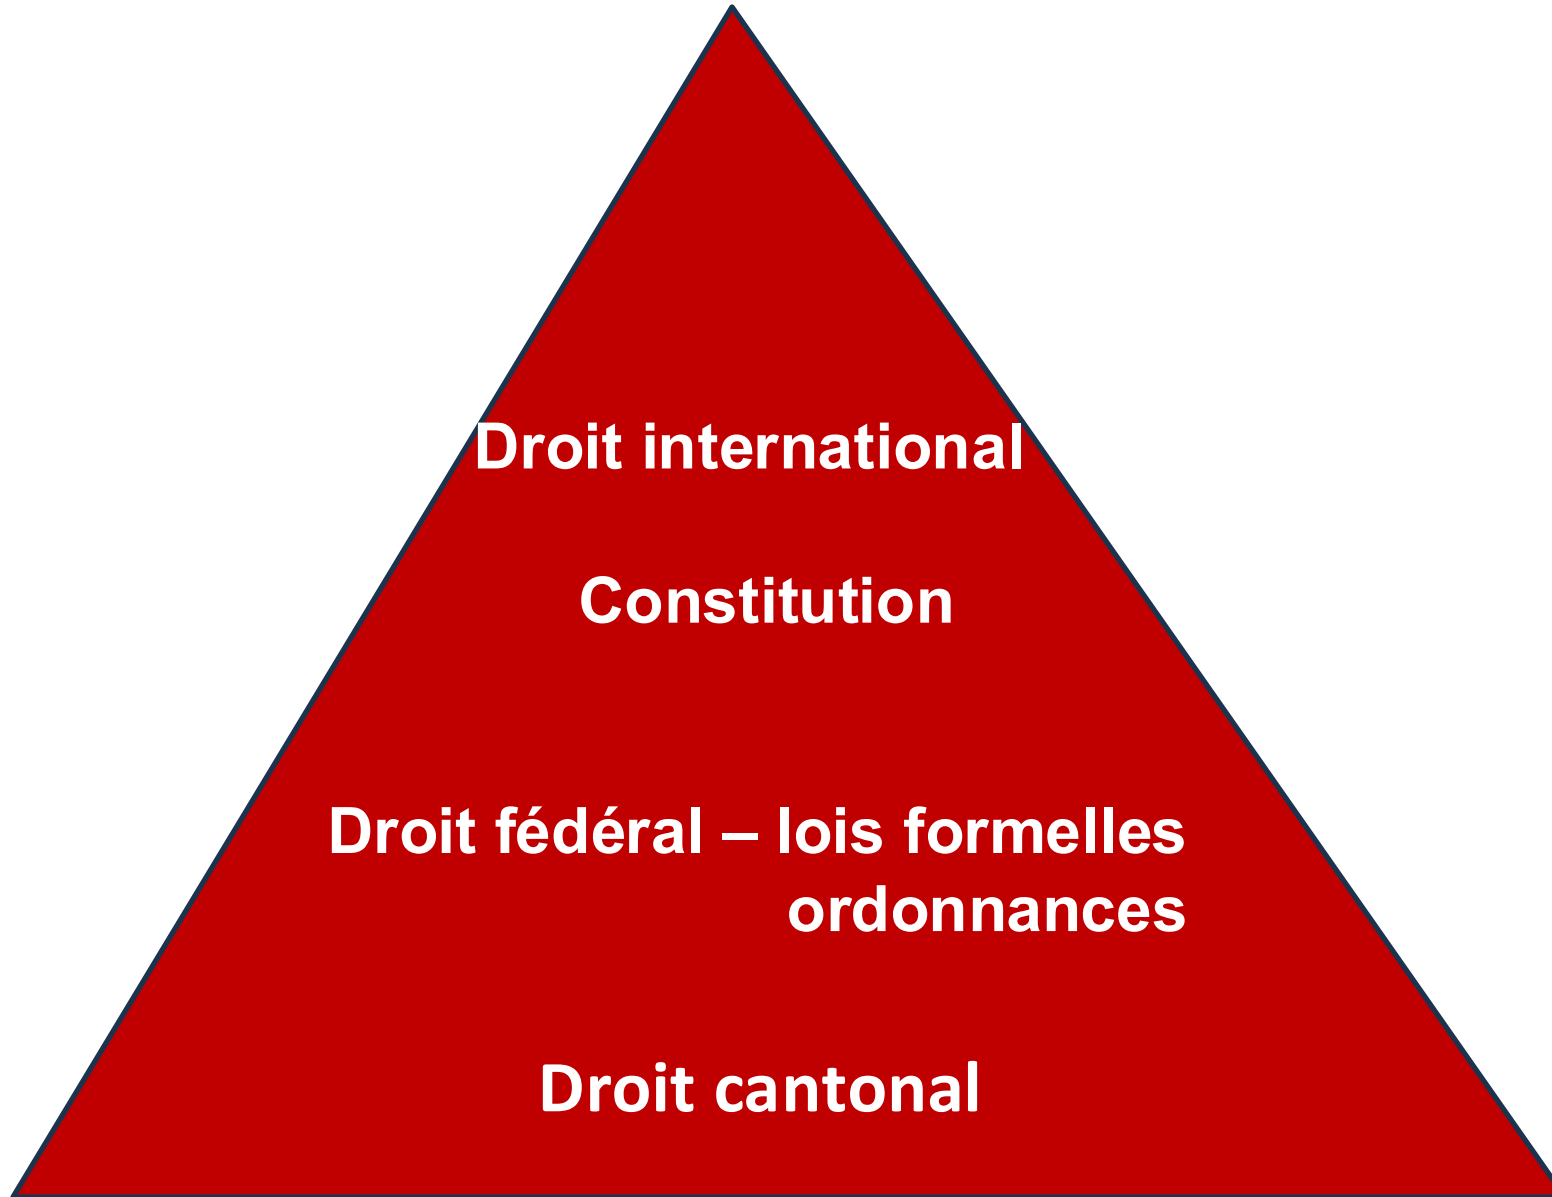 Droit international
Constitution
Droit fédéral – lois formelles
ordonnances
Droit cantonal